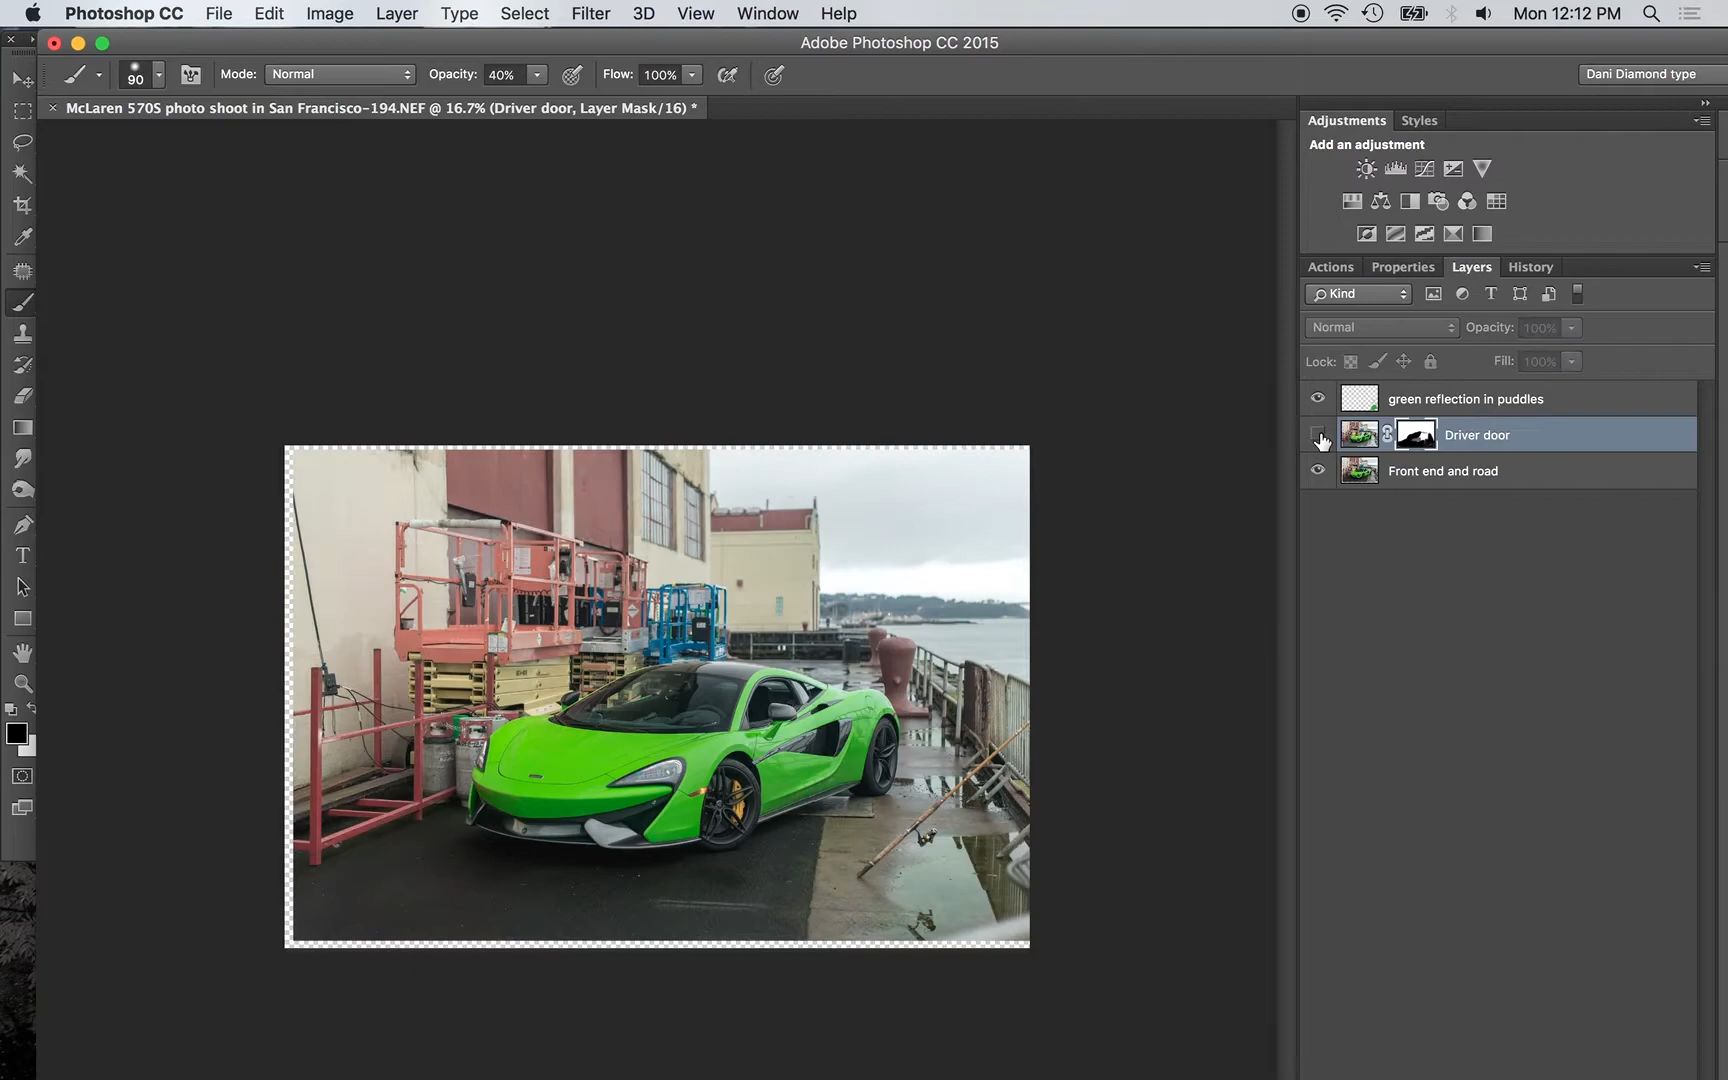 Photoshop CC File Edit Image Layer Type Select Filter 3D View Window Help Mon 12:12 PM
Adobe Photoshop CC 2015
90 Mode: Normal Opacity: 40% Flow: 100% Dani Diamond type
McLaren 570S photo shoot in San Francisco-194.NEF @ 16.7% (Driver door, Layer Mask/16) *
Adjustments Styles
Add an adjustment
Actions Properties Layers History
Kind
Normal Opacity: 100%
Lock: Fill: 100%
green reflection in puddles
Driver door
Front end and road